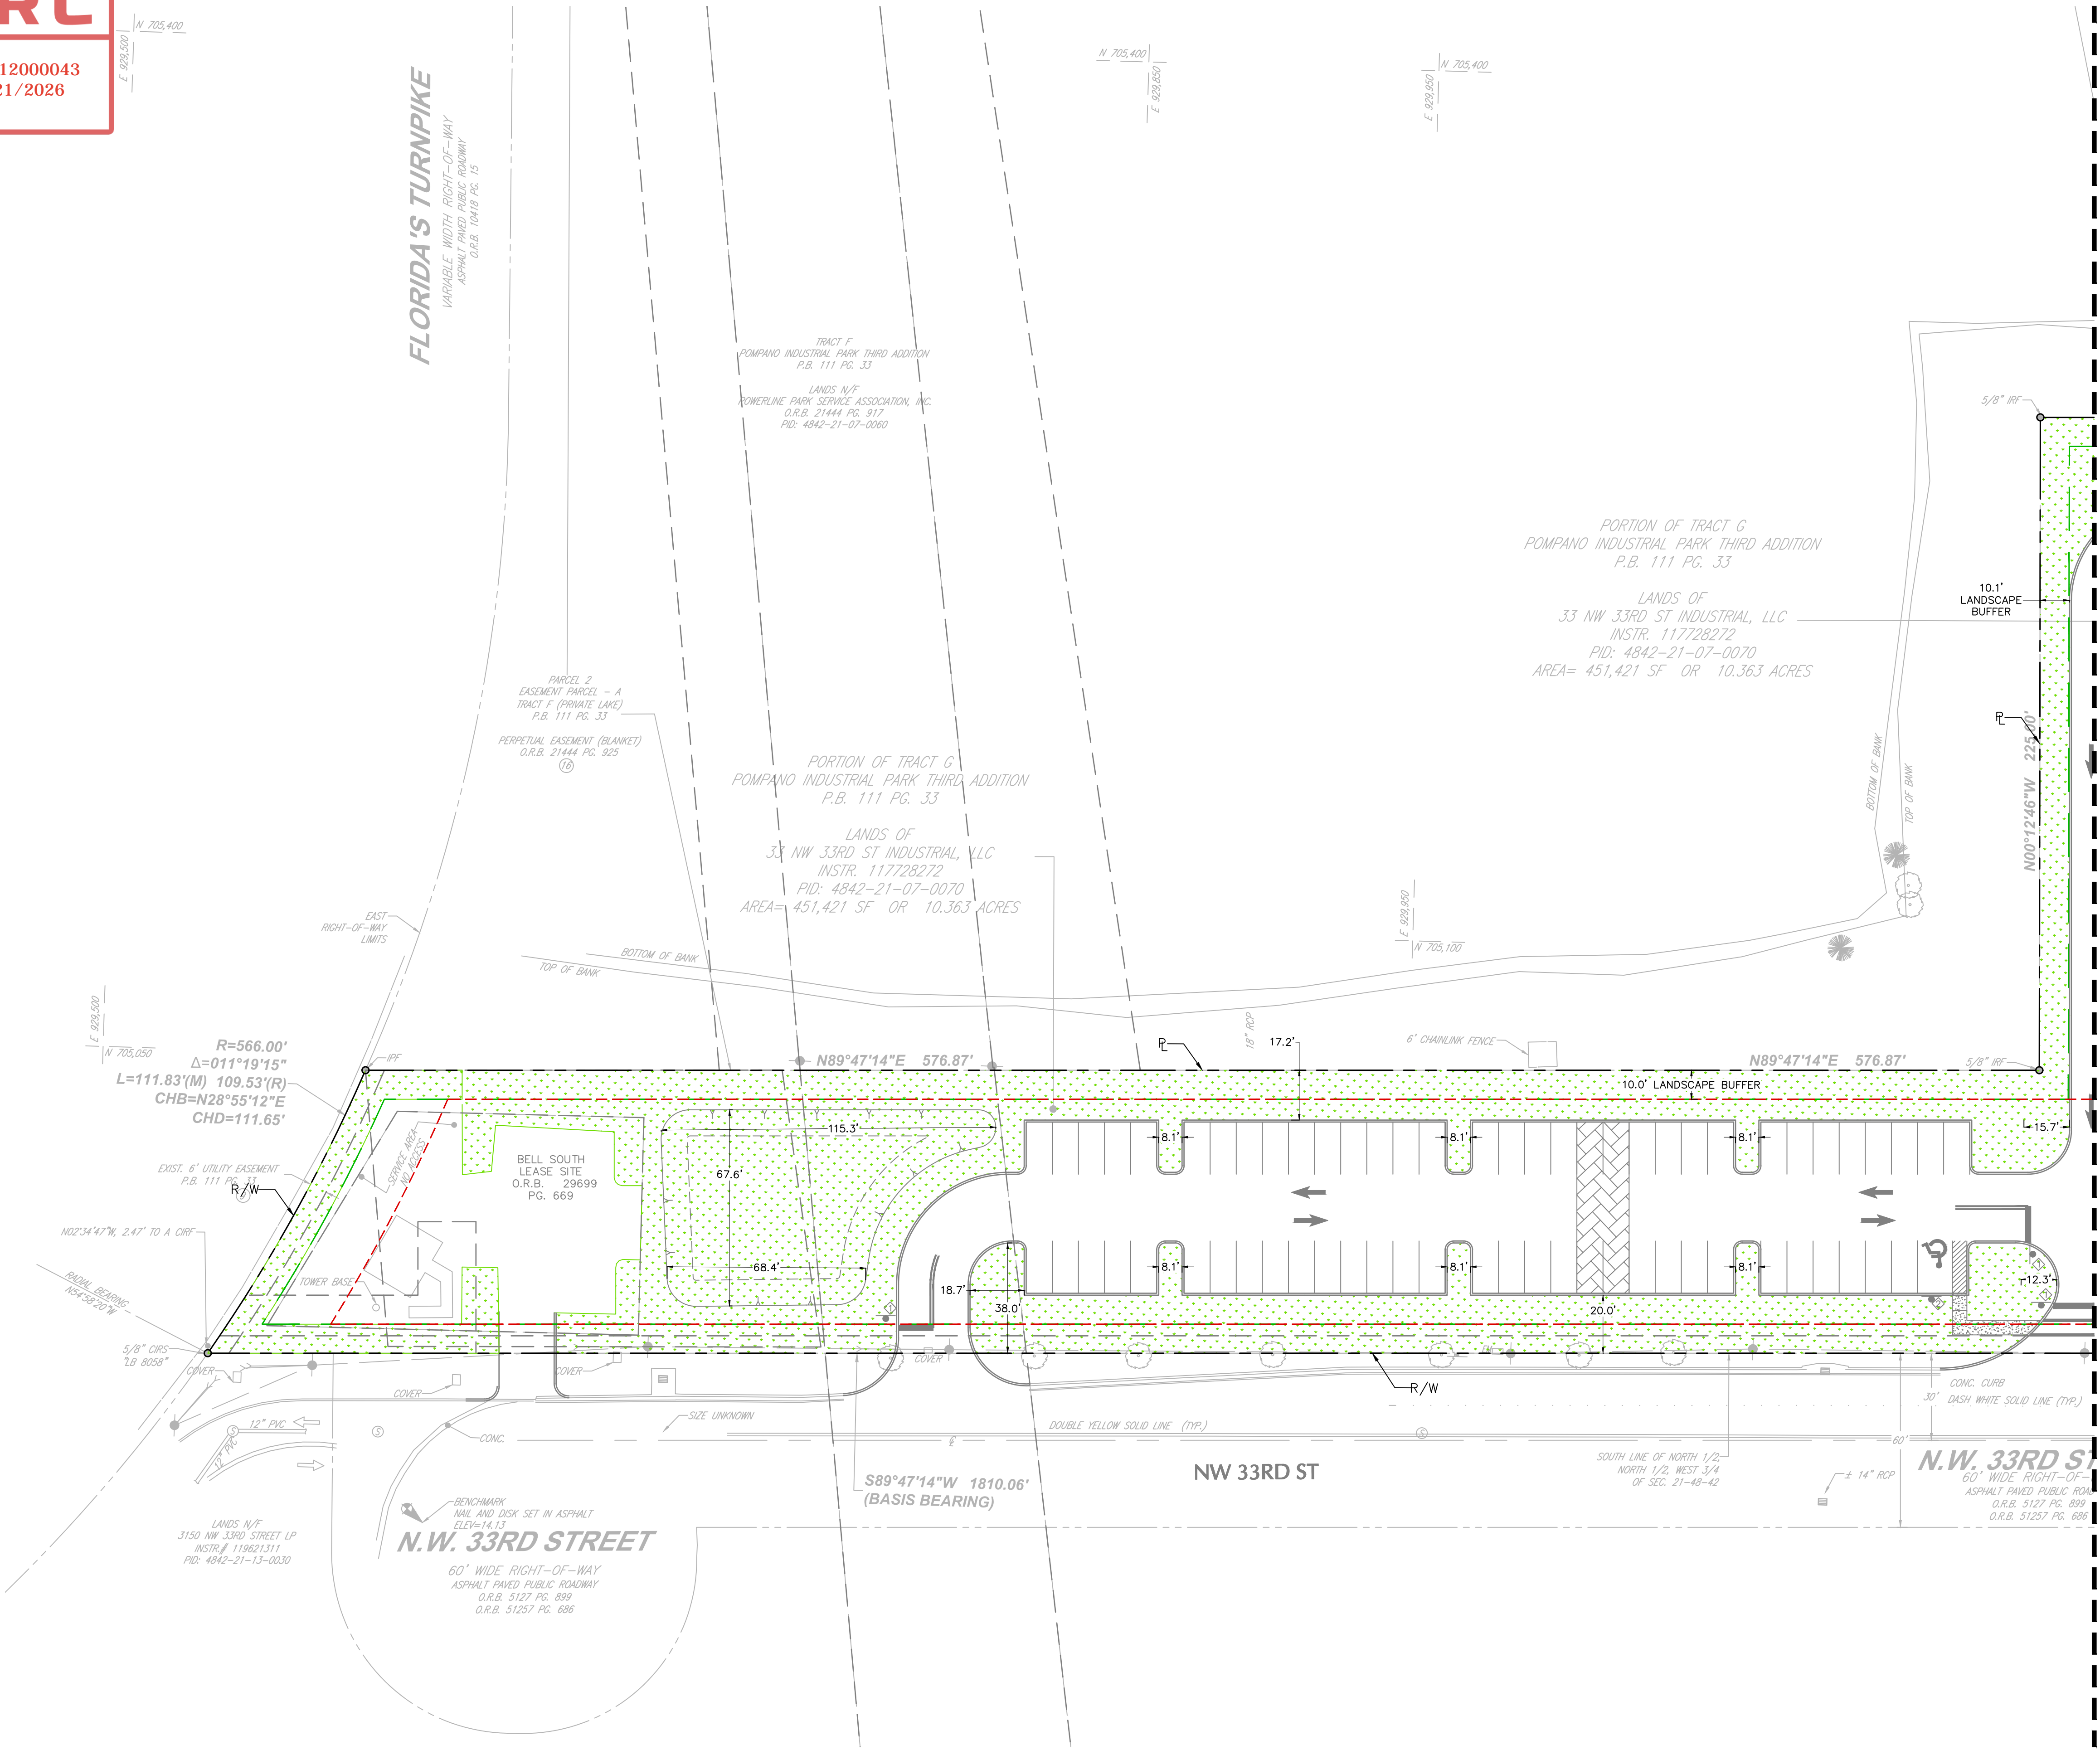 RC
12000043
21/2026
N 705,400
E 929,500
FLORIDA'S TURNPIKE
VARIABLE WIDTH RIGHT-OF-WAY
ASPHALT PAVED PUBLIC ROADWAY
O.R.B. 10418 PG. 15
N 705,400
E 929,850
N 705,400
E 929,950
TRACT F
POMPANO INDUSTRIAL PARK THIRD ADDITION
P.B. 111 PG. 33
LANDS N/F
POWERLINE PARK SERVICE ASSOCIATION, INC.
O.R.B. 21444 PG. 917
PID: 4842-21-07-0060
5/8" IRF
PORTION OF TRACT G
POMPANO INDUSTRIAL PARK THIRD ADDITION
P.B. 111 PG. 33
LANDS OF
33 NW 33RD ST INDUSTRIAL, LLC
INSTR. 117728272
PID: 4842-21-07-0070
AREA= 451,421 SF OR 10.363 ACRES
10.1'
LANDSCAPE
BUFFER
PARCEL 2
EASEMENT PARCEL - A
TRACT F (PRIVATE LAKE)
P.B. 111 PG. 33
PERPETUAL EASEMENT (BLANKET)
O.R.B. 21444 PG. 925
16
PORTION OF TRACT G
POMPANO INDUSTRIAL PARK THIRD ADDITION
P.B. 111 PG. 33
LANDS OF
33 NW 33RD ST INDUSTRIAL, LLC
INSTR. 117728272
PID: 4842-21-07-0070
AREA= 451,421 SF OR 10.363 ACRES
PL
N00°12'46"W 225.00'
BOTTOM OF BANK
TOP OF BANK
EAST
RIGHT-OF-WAY
LIMITS
BOTTOM OF BANK
TOP OF BANK
E 929,950
N 705,100
E 929,500
N 705,050
R=566.00'
Δ=011°19'15"
L=111.83'(M) 109.53'(R)
CHB=N28°55'12"E
CHD=111.65'
IPF
N89°47'14"E 576.87'
PL
18" RCP
17.2'
6' CHAINLINK FENCE
N89°47'14"E 576.87'
5/8" IRF
10.0' LANDSCAPE BUFFER
115.3'
8.1'
8.1'
8.1'
15.7'
SERVICE AREA
NO ACCESS
BELL SOUTH
LEASE SITE
O.R.B. 29699
PG. 669
67.6'
EXIST. 6' UTILITY EASEMENT
P.B. 111 PG. 33
R/W
N02°34'47"W, 2.47' TO A CIRF
RADIAL BEARING
N54°58'20"W
TOWER BASE
68.4'
18.7'
38.0'
8.1'
8.1'
8.1'
20.0'
12.3'
1
2
1
1
5/8" CIRS
"LB 8058"
COVER
COVER
COVER
COVER
R/W
CONC. CURB
30'
DASH WHITE SOLID LINE (TYP.)
12" PVC
12" PVC
S
S
S
CONC.
SIZE UNKNOWN
DOUBLE YELLOW SOLID LINE (TYP.)
60'
S89°47'14"W 1810.06'
(BASIS BEARING)
NW 33RD ST
SOUTH LINE OF NORTH 1/2,
NORTH 1/2, WEST 3/4
OF SEC. 21-48-42
± 14" RCP
N.W. 33RD ST
60' WIDE RIGHT-OF-
ASPHALT PAVED PUBLIC ROAD
O.R.B. 5127 PG. 899
O.R.B. 51257 PG. 686
BENCHMARK
NAIL AND DISK SET IN ASPHALT
ELEV=14.13
LANDS N/F
3150 NW 33RD STREET LP
INSTR.# 119621311
PID: 4842-21-13-0030
N.W. 33RD STREET
60' WIDE RIGHT-OF-WAY
ASPHALT PAVED PUBLIC ROADWAY
O.R.B. 5127 PG. 899
O.R.B. 51257 PG. 686